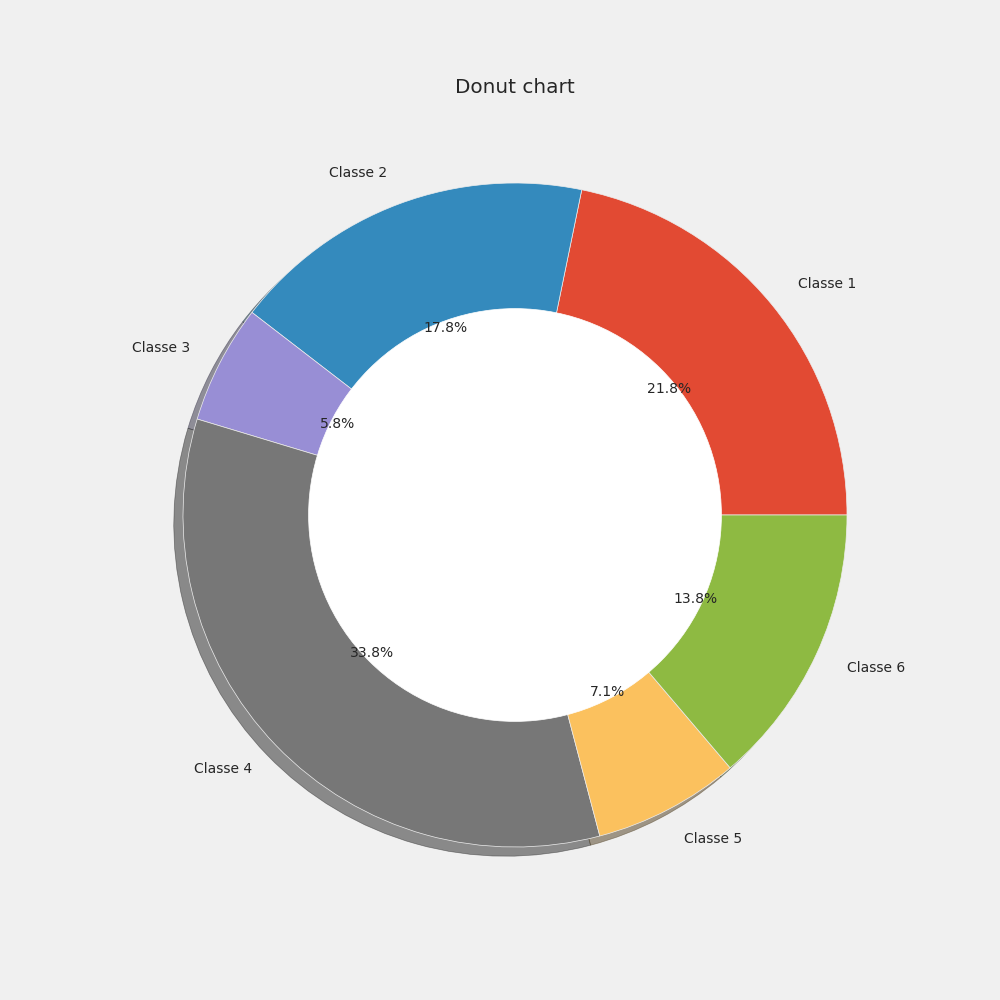 Donut chart
Classe 2
Classe 1
17.8%
Classe 3
21.8%
5.8%
13.8%
33.8%
Classe 6
7.1%
Classe 4
Classe 5